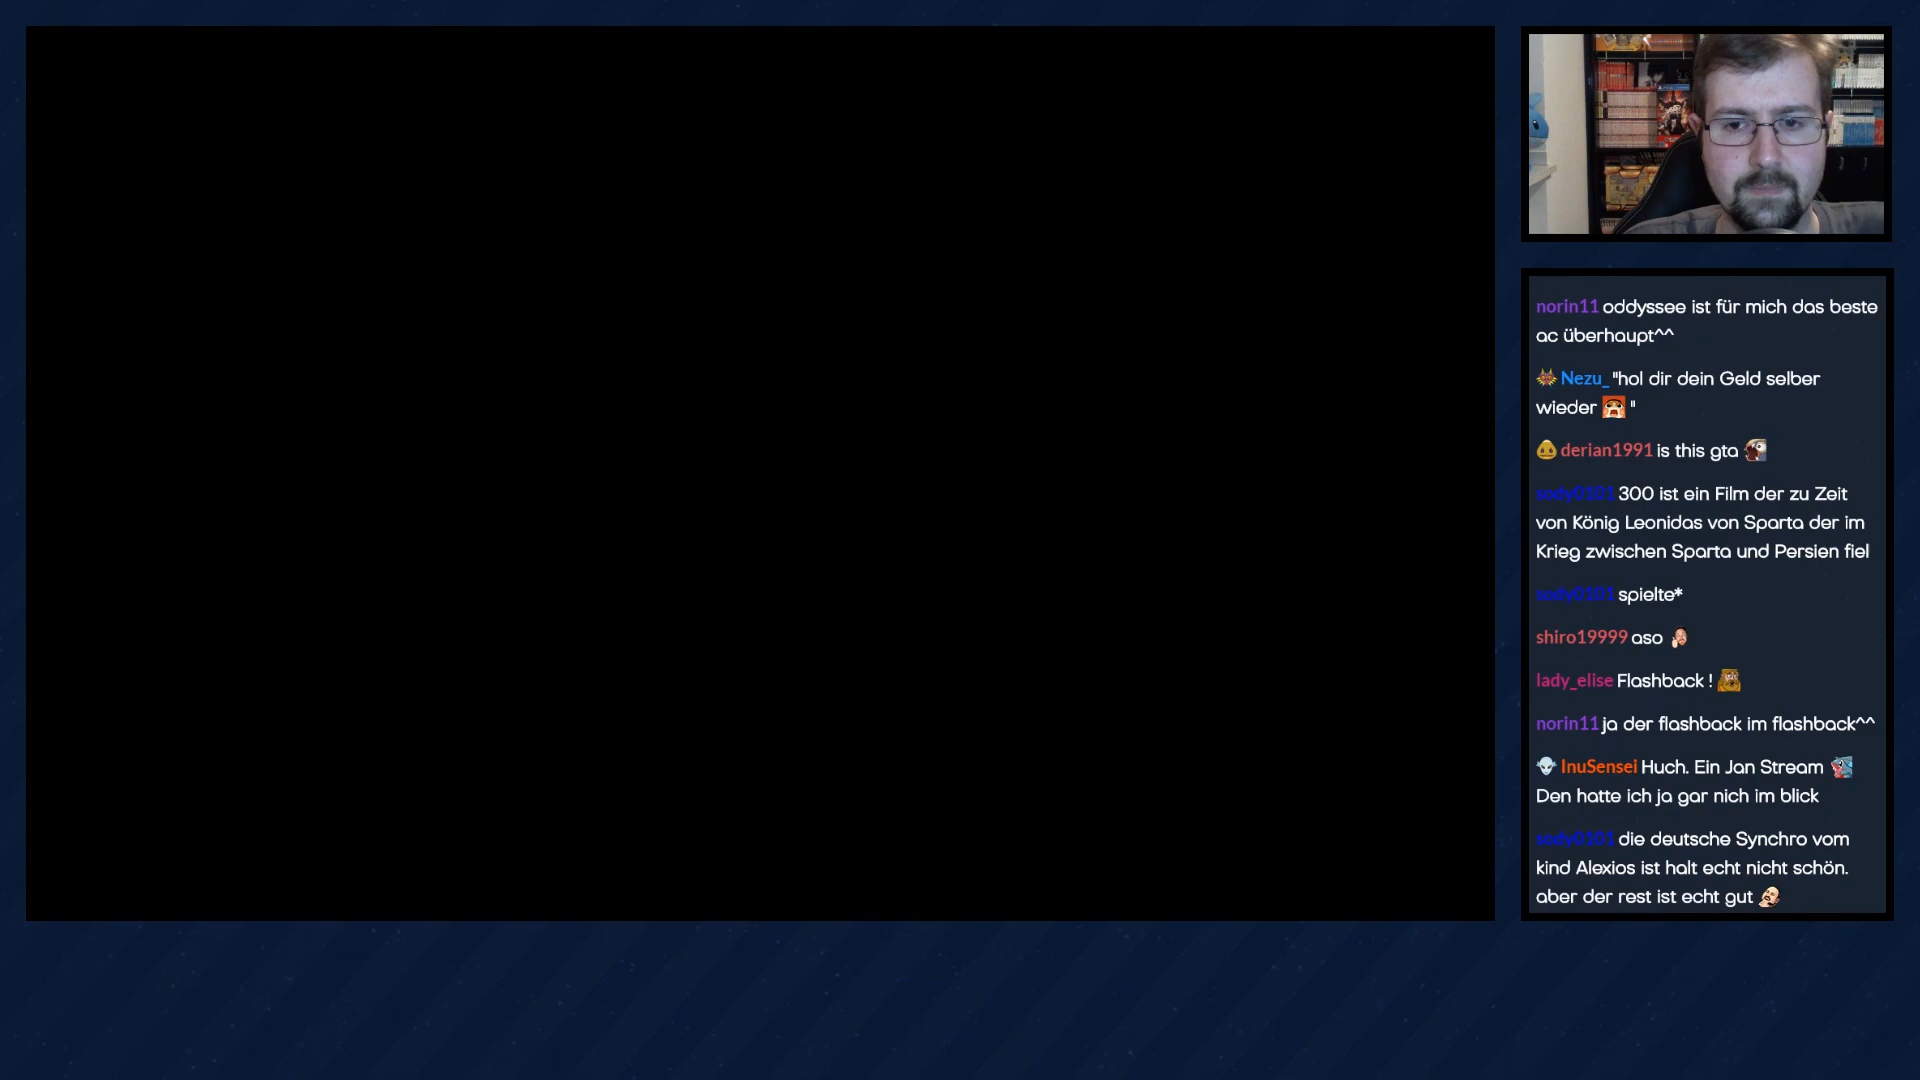 norin11 oddyssee ist für mich das beste
ac überhaupt^^
Nezu_ "hol dir dein Geld selber
wieder "
derian1991 is this gta
sody0101 300 ist ein Film der zu Zeit
von König Leonidas von Sparta der im
Krieg zwischen Sparta und Persien fiel
sody0101 spielte*
shiro19999 aso
lady_elise Flashback !
norin11 ja der flashback im flashback^^
InuSensei Huch. Ein Jan Stream
Den hatte ich ja gar nich im blick
sody0101 die deutsche Synchro vom
kind Alexios ist halt echt nicht schön.
aber der rest ist echt gut